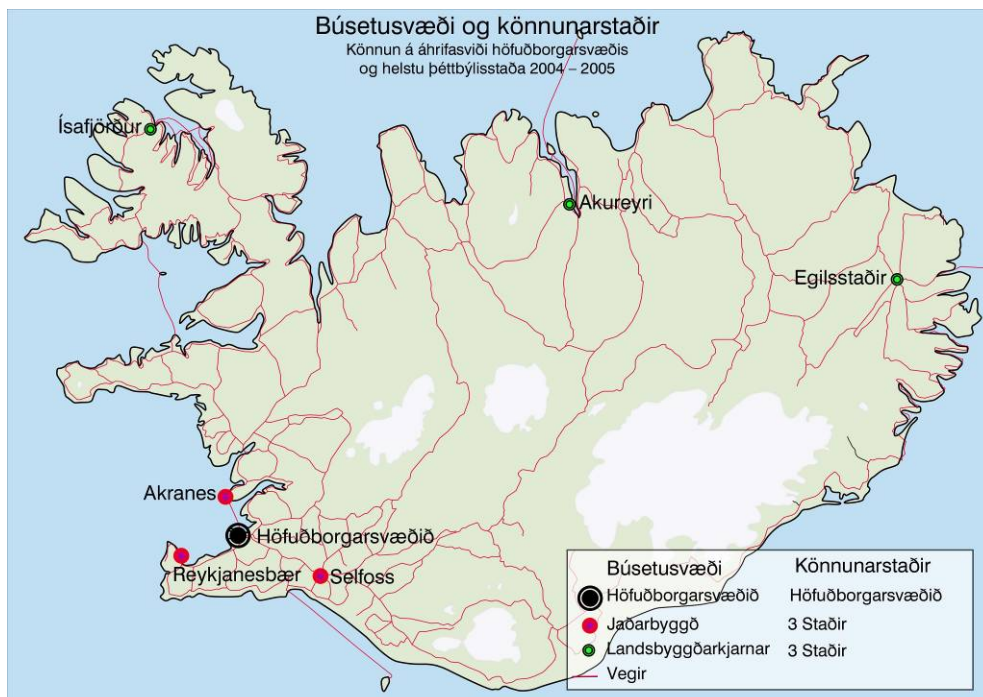 Búsetusvæði og könnunarstaðir
Könnun á áhrifasviði höfuðborgarsvæðis
og helstu þéttbýlisstaða 2004 – 2005
Ísafjörður
Akureyri
Egilsstaðir
Akranes
Höfuðborgarsvæðið
Reykjanesbær
Selfoss
Búsetusvæði Könnunarstaðir
Höfuðborgarsvæðið Höfuðborgarsvæðið
Jaðarbyggð 3 Staðir
Landsbyggðarkjarnar 3 Staðir
Vegir